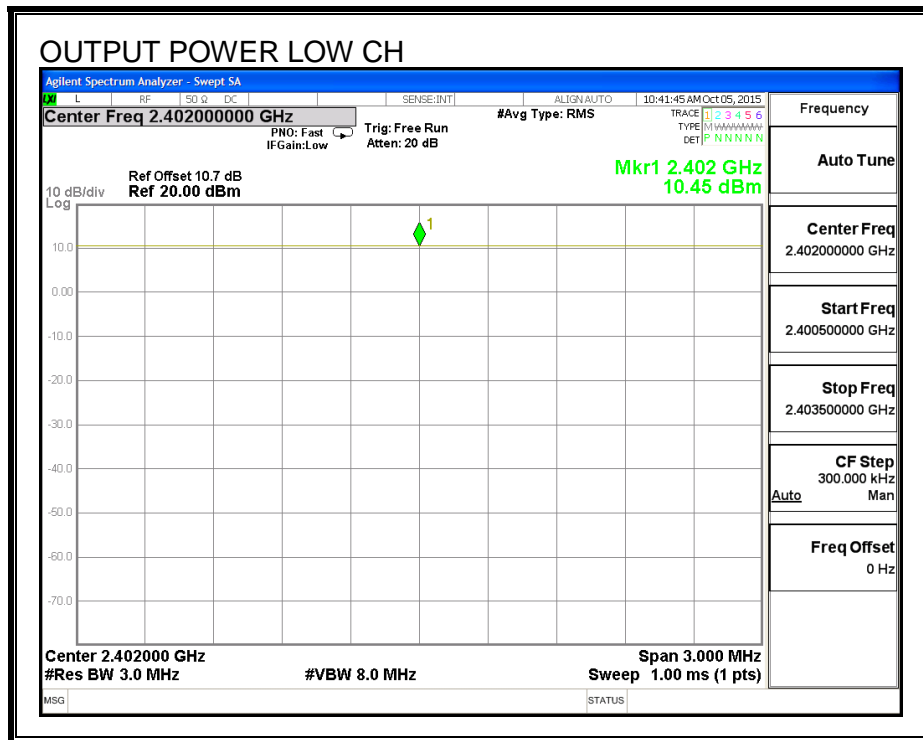 OUTPUT POWER LOW CH
Agilent Spectrum Analyzer - Swept SA
LXI L RF 50 Ω DC SENSE:INT ALIGN AUTO 10:41:45 AM Oct 05, 2015
Center Freq 2.402000000 GHz
PNO: Fast
IFGain:Low
Trig: Free Run
Atten: 20 dB
#Avg Type: RMS
TRACE 1 2 3 4 5 6
TYPE M WWWWW
DET P N N N N N
Mkr1 2.402 GHz
10.45 dBm
Ref Offset 10.7 dB
10 dB/div Ref 20.00 dBm
Log
1
10.0
0.00
-10.0
-20.0
-30.0
-40.0
-50.0
-60.0
-70.0
Center 2.402000 GHz Span 3.000 MHz
#Res BW 3.0 MHz #VBW 8.0 MHz Sweep 1.00 ms (1 pts)
MSG STATUS
Frequency
Auto Tune
Center Freq
2.402000000 GHz
Start Freq
2.400500000 GHz
Stop Freq
2.403500000 GHz
CF Step
300.000 kHz
Auto Man
Freq Offset
0 Hz